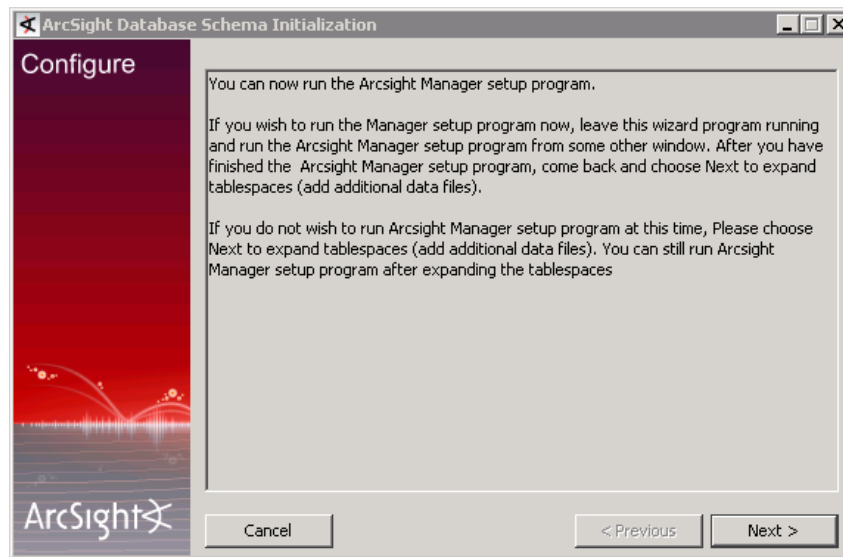 ArcSight Database Schema Initialization
Configure
You can now run the Arcsight Manager setup program.
If you wish to run the Manager setup program now, leave this wizard program running
and run the Arcsight Manager setup program from some other window. After you have
finished the Arcsight Manager setup program, come back and choose Next to expand
tablespaces (add additional data files).
If you do not wish to run Arcsight Manager setup program at this time, Please choose
Next to expand tablespaces (add additional data files). You can still run Arcsight
Manager setup program after expanding the tablespaces
ArcSight
Cancel
< Previous
Next >